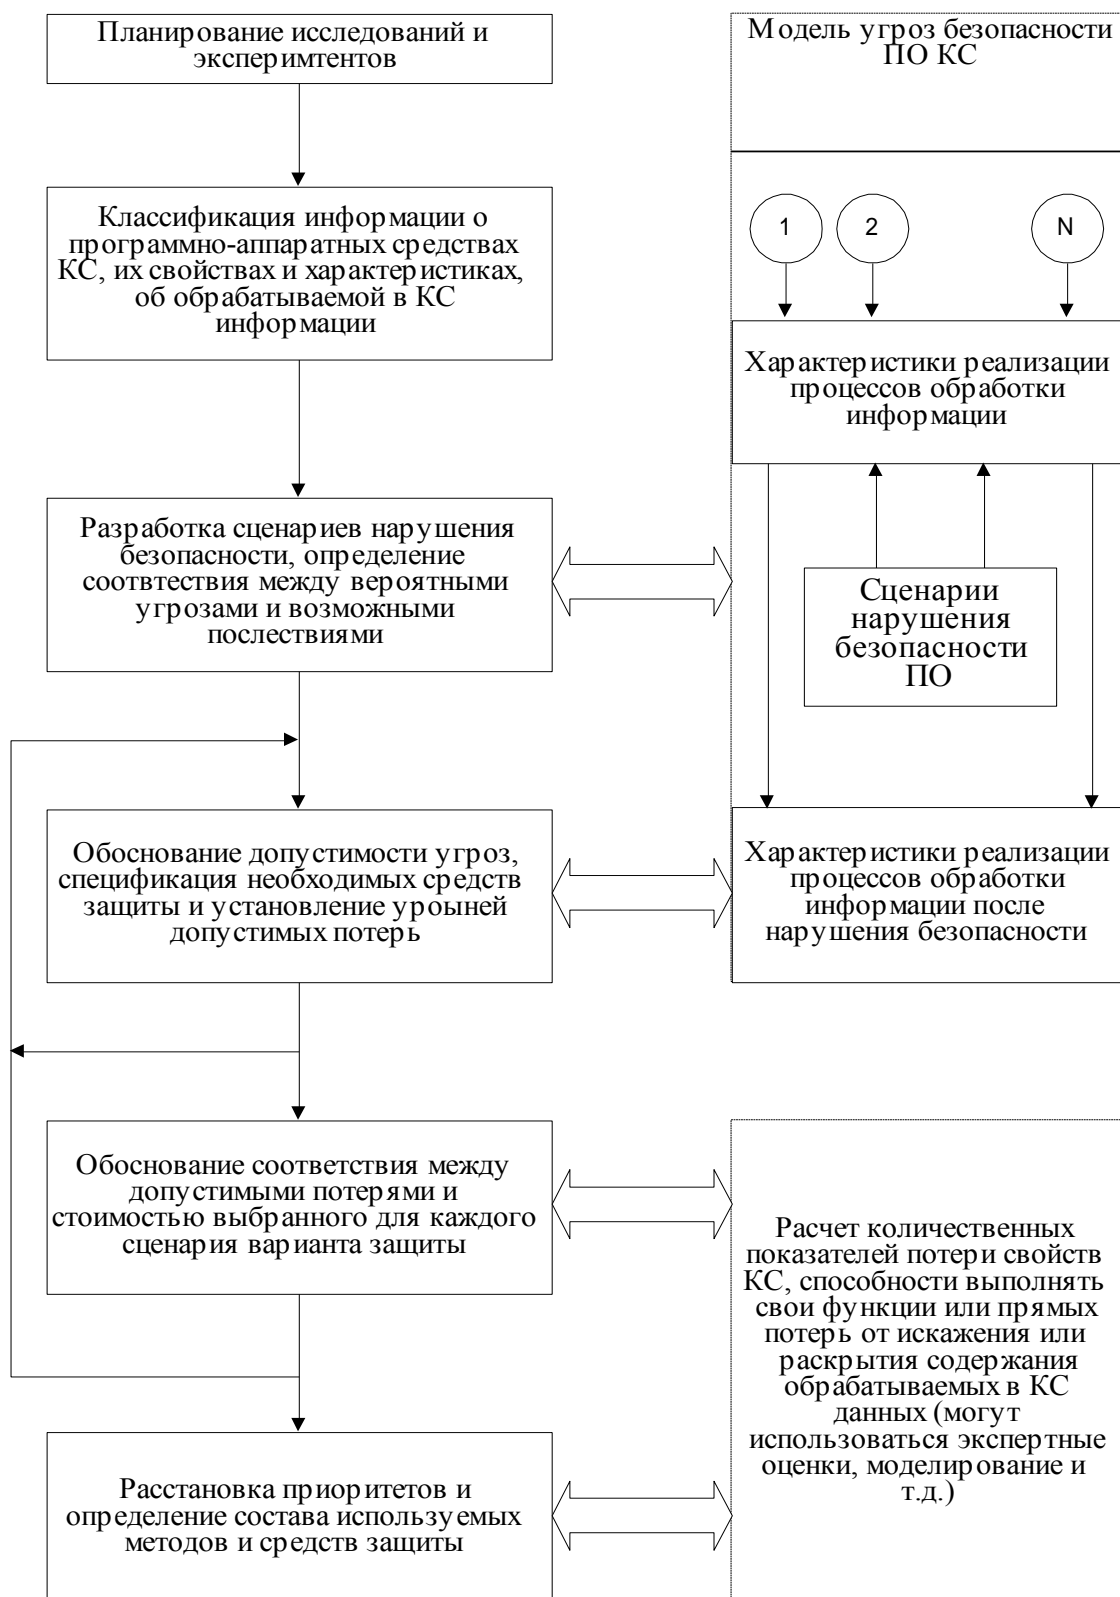 Планирование исследований и
эксперимтентов
Классификация информации о
программно-аппаратных средствах
КС, их свойствах и характеристиках,
об обрабатываемой в КС
информации
Разработка сценариев нарушения
безопасности, определение
соотвтествия между вероятными
угрозами и возможными
послествиями
Обоснование допустимости угроз,
спецификация необходимых средств
защиты и установление уроыней
допустимых потерь
Обоснование соответствия между
допустимыми потерями и
стоимостью выбранного для каждого
сценария варианта защиты
Расстановка приоритетов и
определение состава используемых
методов и средств защиты
Модель угроз безопасности
ПО КС
1
2
N
Характеристики реализации
процессов обработки
информации
Сценарии
нарушения
безопасности
ПО
Характеристики реализации
процессов обработки
информации после
нарушения безопасности
Расчет количественных
показателей потери свойств
КС, способности выполнять
свои функции или прямых
потерь от искажения или
раскрытия содержания
обрабатываемых в КС
данных (могут
использоваться экспертные
оценки, моделирование и
т.д.)